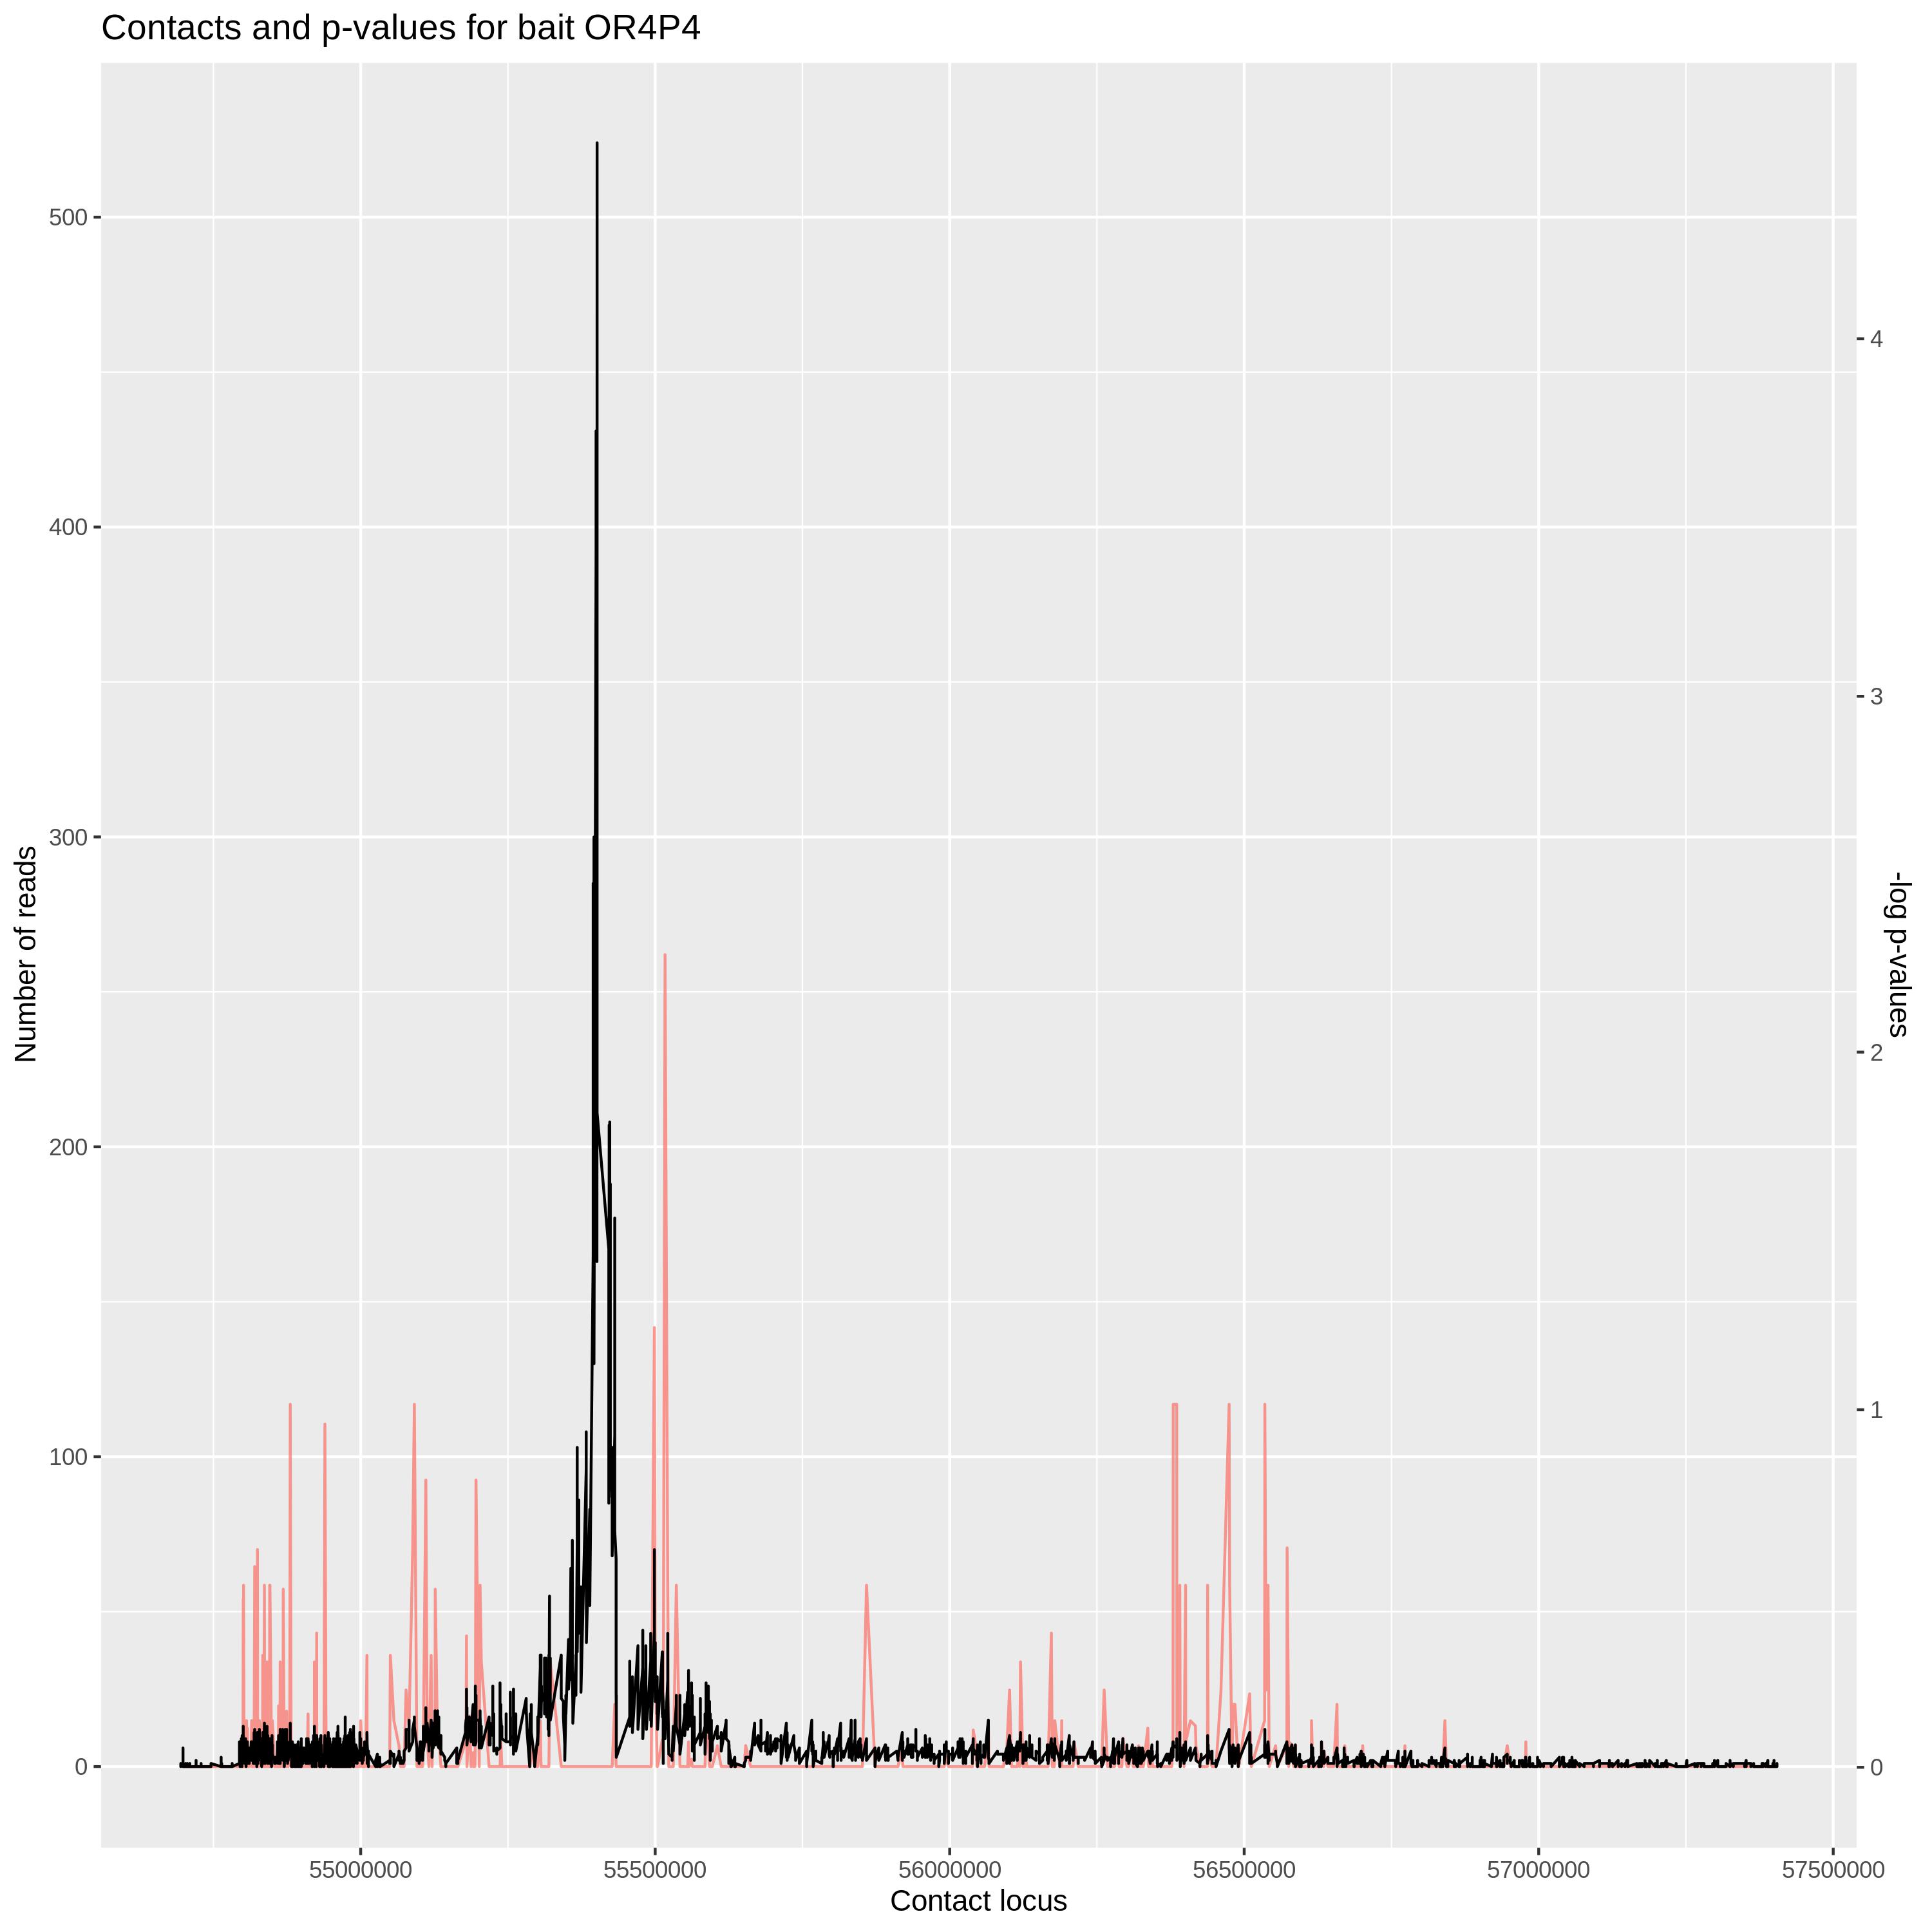 Contacts and p-values for bait OR4P4
500
400
300
200
100
0
Number of reads
4
3
2
1
0
-log p-values
55000000 55500000 56000000 56500000 57000000 57500000
Contact locus